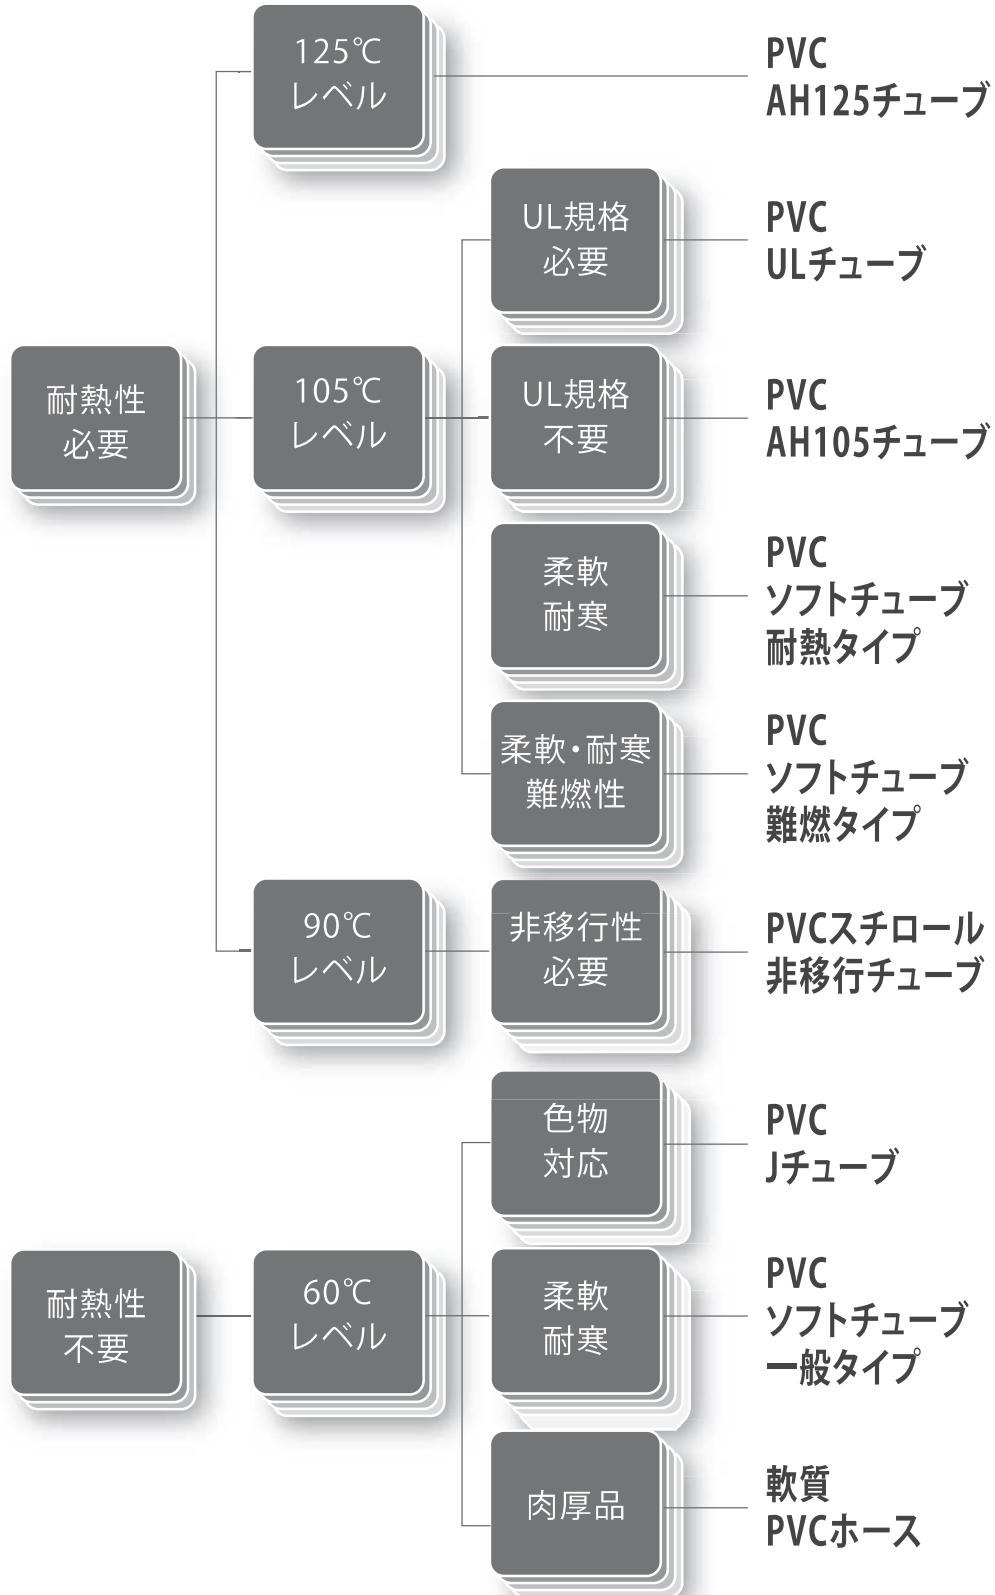 125℃
レベル
PVC
AH125チューブ
UL規格
必要
PVC
ULチューブ
耐熱性
必要
105℃
レベル
UL規格
不要
PVC
AH105チューブ
柔軟
耐寒
PVC
ソフトチューブ
耐熱タイプ
柔軟・耐寒
難燃性
PVC
ソフトチューブ
難燃タイプ
90℃
レベル
非移行性
必要
PVCスチロール
非移行チューブ
色物
対応
PVC
Jチューブ
耐熱性
不要
60℃
レベル
柔軟
耐寒
PVC
ソフトチューブ
一般タイプ
肉厚品
軟質
PVCホース